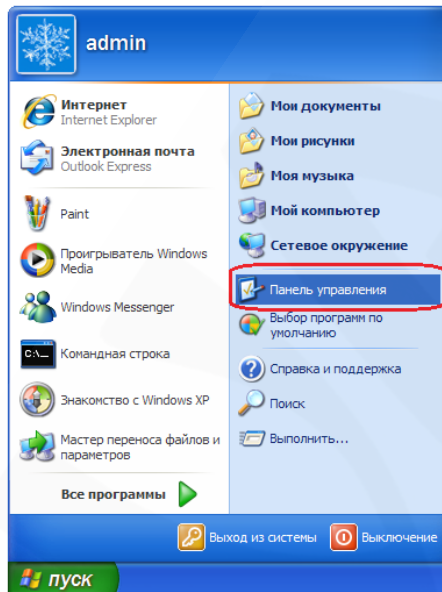 admin
Интернет
Internet Explorer
Электронная почта
Outlook Express
Paint
Проигрыватель Windows
Media
Windows Messenger
C:\_
Командная строка
Знакомство с Windows XP
Мастер переноса файлов и
параметров
Все программы
Мои документы
Мои рисунки
Моя музыка
Мой компьютер
Сетевое окружение
Панель управления
Выбор программ по
умолчанию
Справка и поддержка
Поиск
Выполнить...
Выход из системы
Выключение
пуск